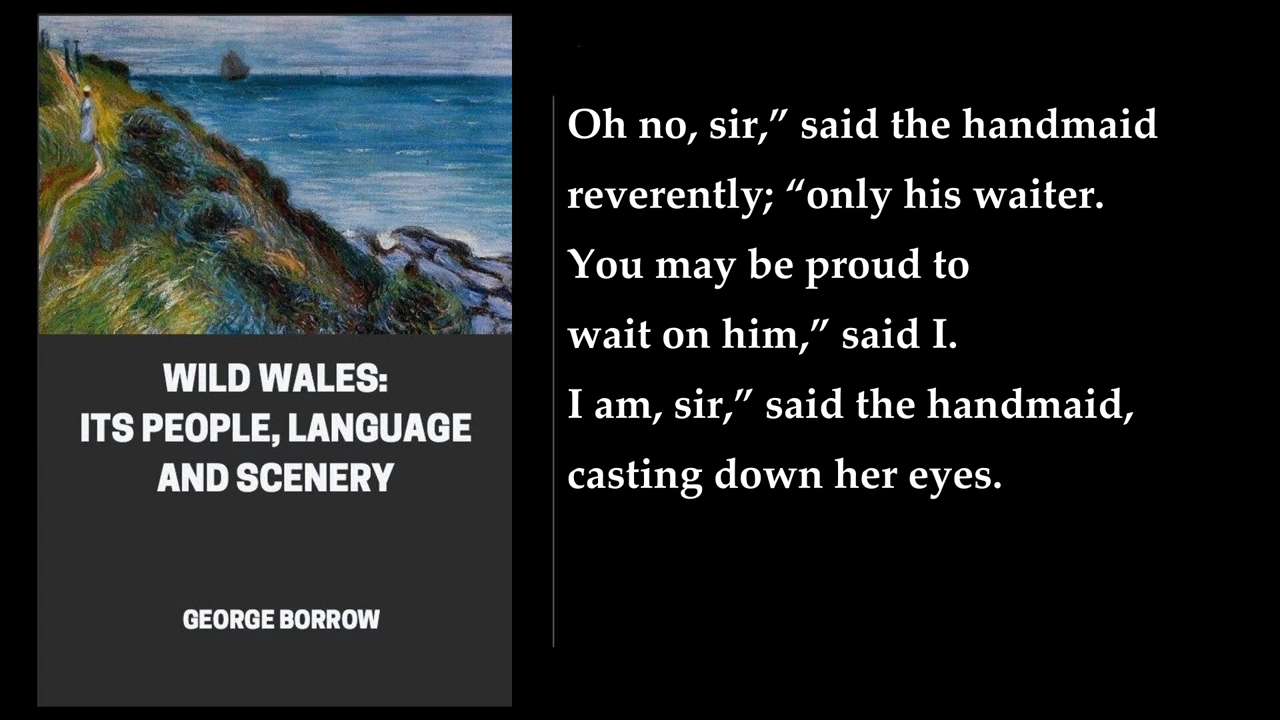 WILD WALES:
ITS PEOPLE, LANGUAGE
AND SCENERY
GEORGE BORROW
Oh no, sir,” said the handmaid
reverently; “only his waiter.
You may be proud to
wait on him,” said I.
I am, sir,” said the handmaid,
casting down her eyes.